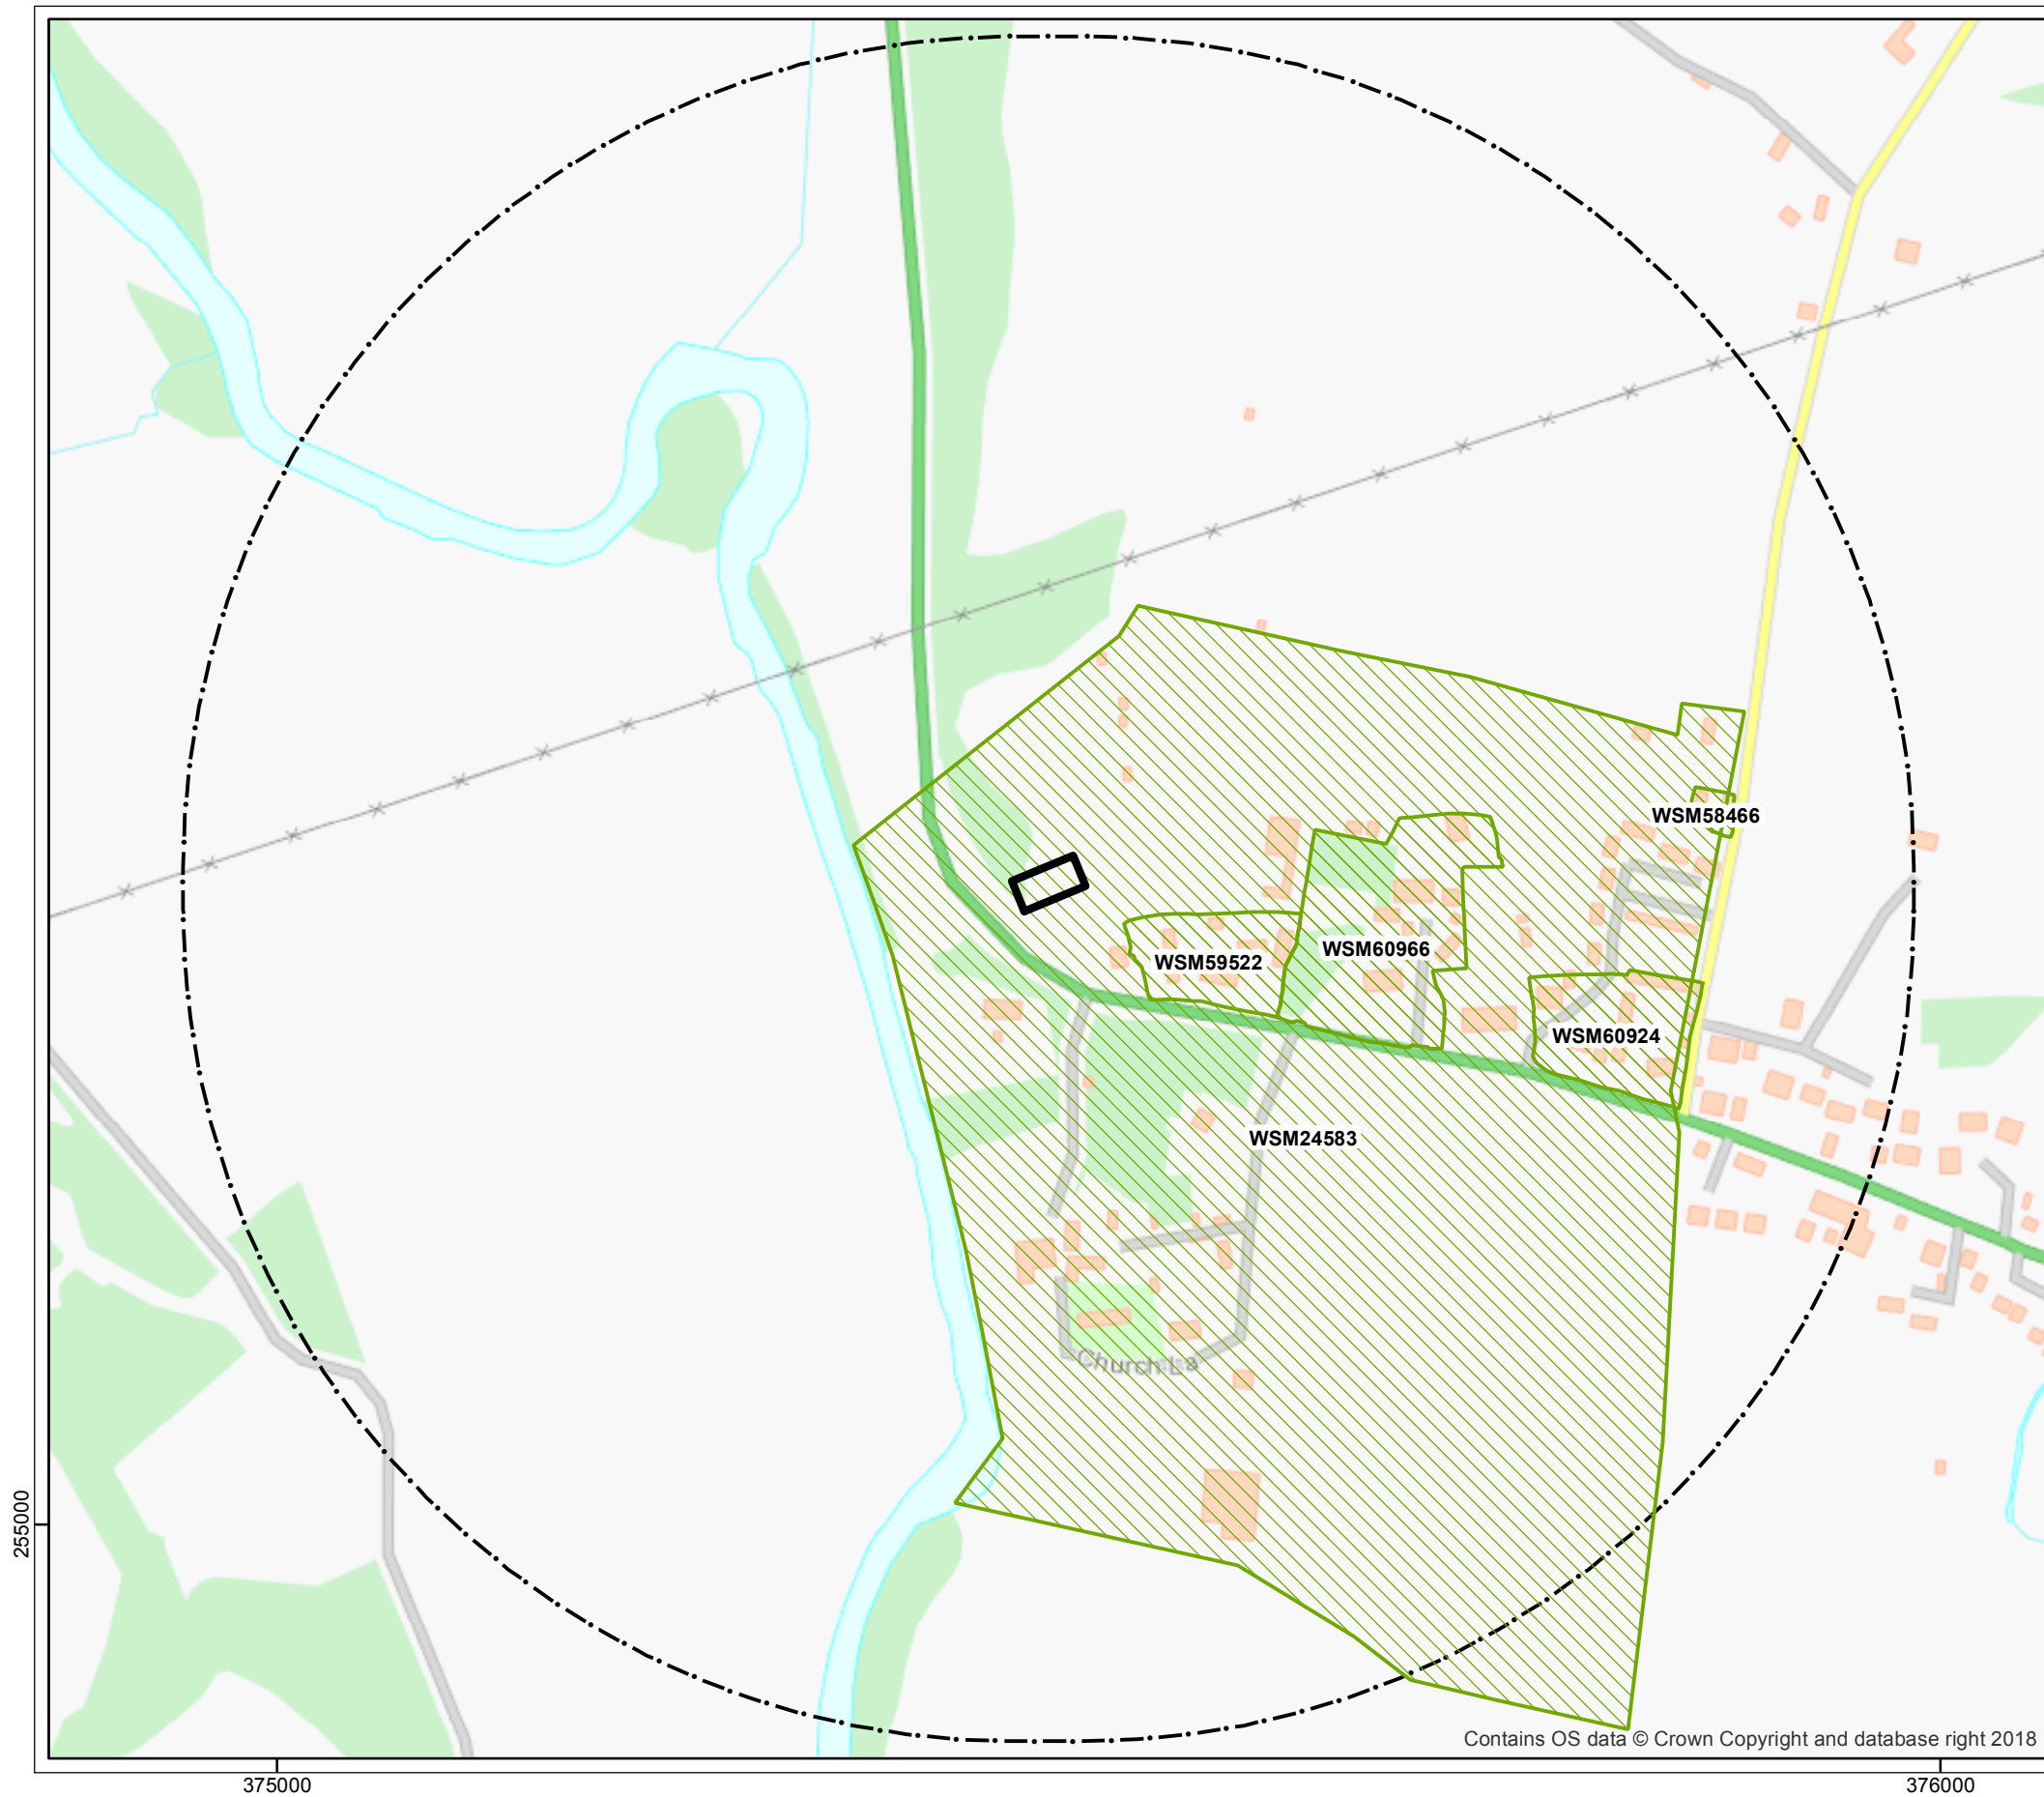 WSM58466
WSM60966
WSM59522
WSM60924
WSM24583
Church La
255000
Contains OS data © Crown Copyright and database right 2018
375000
376000